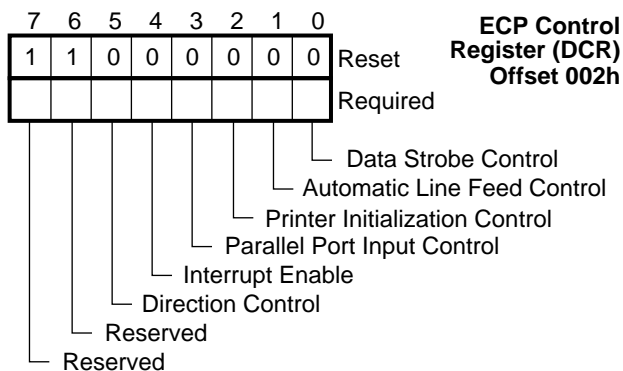 7 6 5 4 3 2 1 0
ECP Control
Register (DCR)
Offset 002h
1 1 0 0 0 0 0 0 Reset
Required
Data Strobe Control
Automatic Line Feed Control
Printer Initialization Control
Parallel Port Input Control
Interrupt Enable
Direction Control
Reserved
Reserved